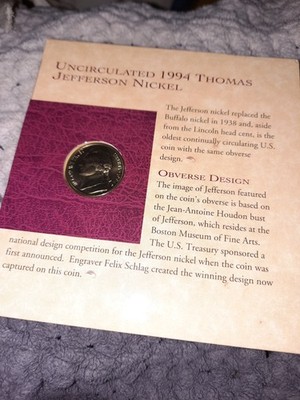 UNCIRCULATED 1994 THOMAS
JEFFERSON NICKEL
The Jefferson nickel replaced the
Buffalo nickel in 1938 and, aside
from the Lincoln head cent, is the
oldest continually circulating U.S.
coin with the same obverse
design.
OBVERSE DESIGN
The image of Jefferson featured
on the coin's obverse is based on
the Jean-Antoine Houdon bust
of Jefferson, which resides at the
Boston Museum of Fine Arts.
The U.S. Treasury sponsored a
national design competition for the Jefferson nickel when the coin was
first announced. Engraver Felix Schlag created the winning design now
captured on this coin.